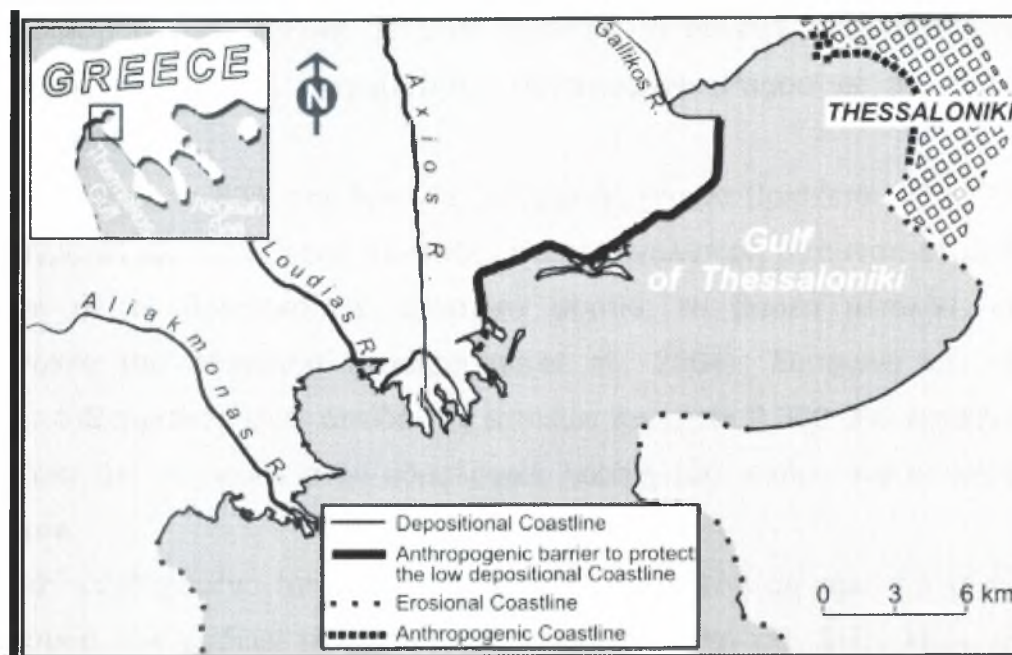 GREECE
N
Axios R.
Gallikos R.
THESSALONIKI
Loudias R.
Aliakmonas R.
Gulf
of Thessaloniki
Depositional Coastline
Anthropogenic barrier to protect
the low depositional Coastline
Erosional Coastline
Anthropogenic Coastline
0 3 6 km